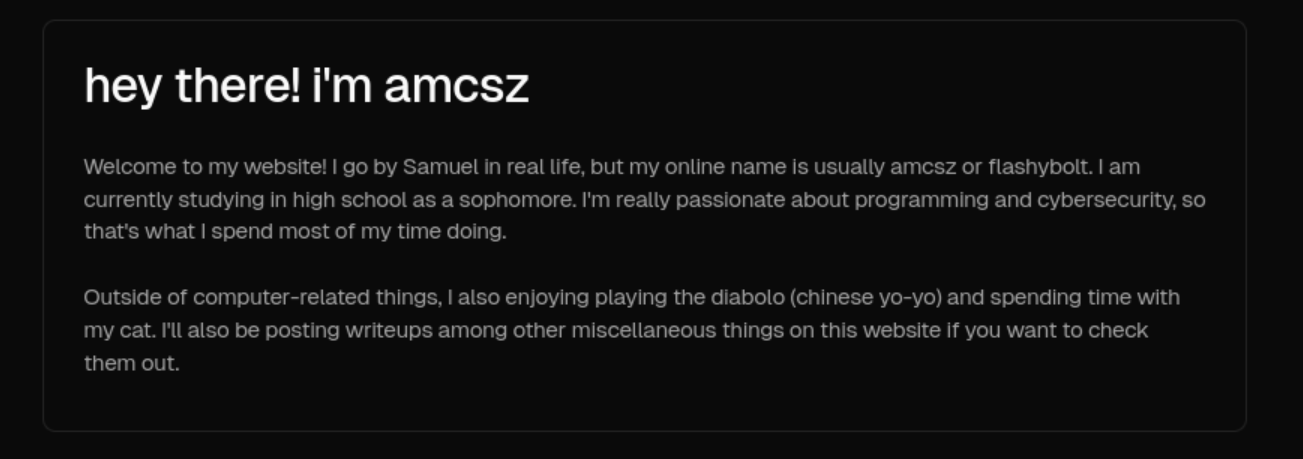 hey there! i'm amcsz
Welcome to my website! I go by Samuel in real life, but my online name is usually amcsz or flashybolt. I am
currently studying in high school as a sophomore. I'm really passionate about programming and cybersecurity, so
that's what I spend most of my time doing.
Outside of computer-related things, I also enjoying playing the diabolo (chinese yo-yo) and spending time with
my cat. I'll also be posting writeups among other miscellaneous things on this website if you want to check
them out.